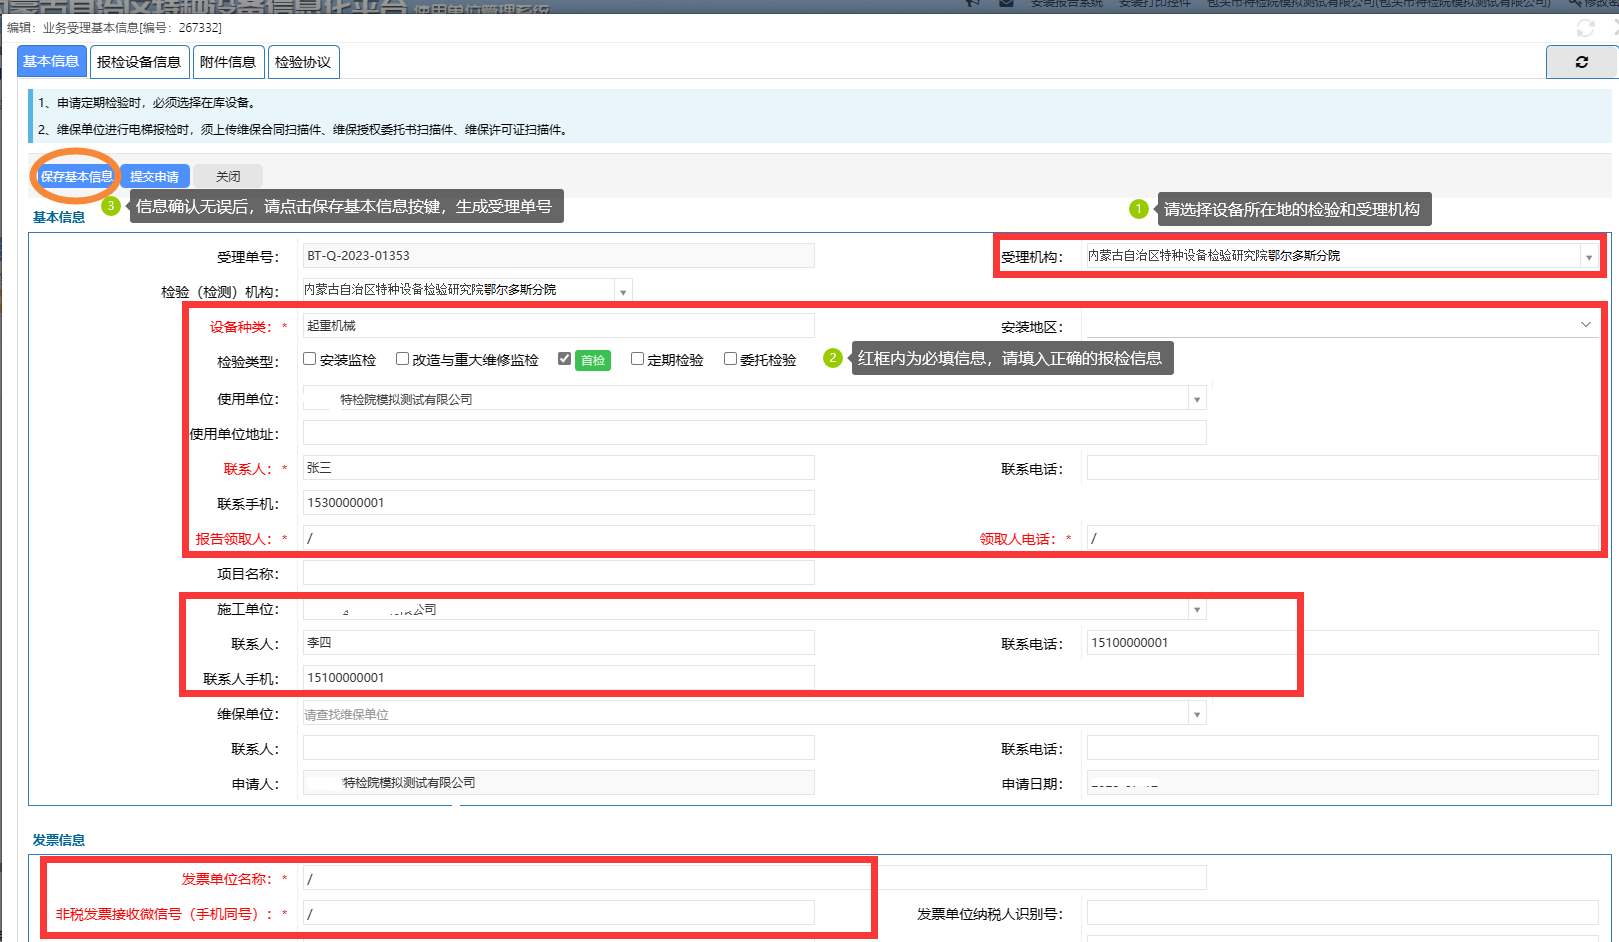 编辑：业务受理基本信息[编号：267332]
基本信息 报检设备信息 附件信息 检验协议
1、申请定期检验时，必须选择在库设备。
2、维保单位进行电梯报检时，须上传维保合同扫描件、维保授权委托书扫描件、维保许可证扫描件。
保存基本信息 提交申请 关闭
3 信息确认无误后，请点击保存基本信息按键，生成受理单号
1 请选择设备所在地的检验和受理机构
基本信息
受理单号： BT-Q-2023-01353 受理机构： 内蒙古自治区特种设备检验研究院鄂尔多斯分院
检验（检测）机构： 内蒙古自治区特种设备检验研究院鄂尔多斯分院
设备种类：* 起重机械 安装地区：
检验类型： 安装监检 改造与重大维修监检 首检 定期检验 委托检验
2 红框内为必填信息，请填入正确的报检信息
使用单位： 特检院模拟测试有限公司
使用单位地址：
联系人：* 张三 联系电话：
联系手机： 15300000001
报告领取人：* / 领取人电话：* /
项目名称：
施工单位： 公司
联系人： 李四 联系电话： 15100000001
联系人手机： 15100000001
维保单位： 请查找维保单位
联系人： 联系电话：
申请人： 特检院模拟测试有限公司 申请日期：
发票信息
发票单位名称：* /
非税发票接收微信号（手机同号）：* / 发票单位纳税人识别号：